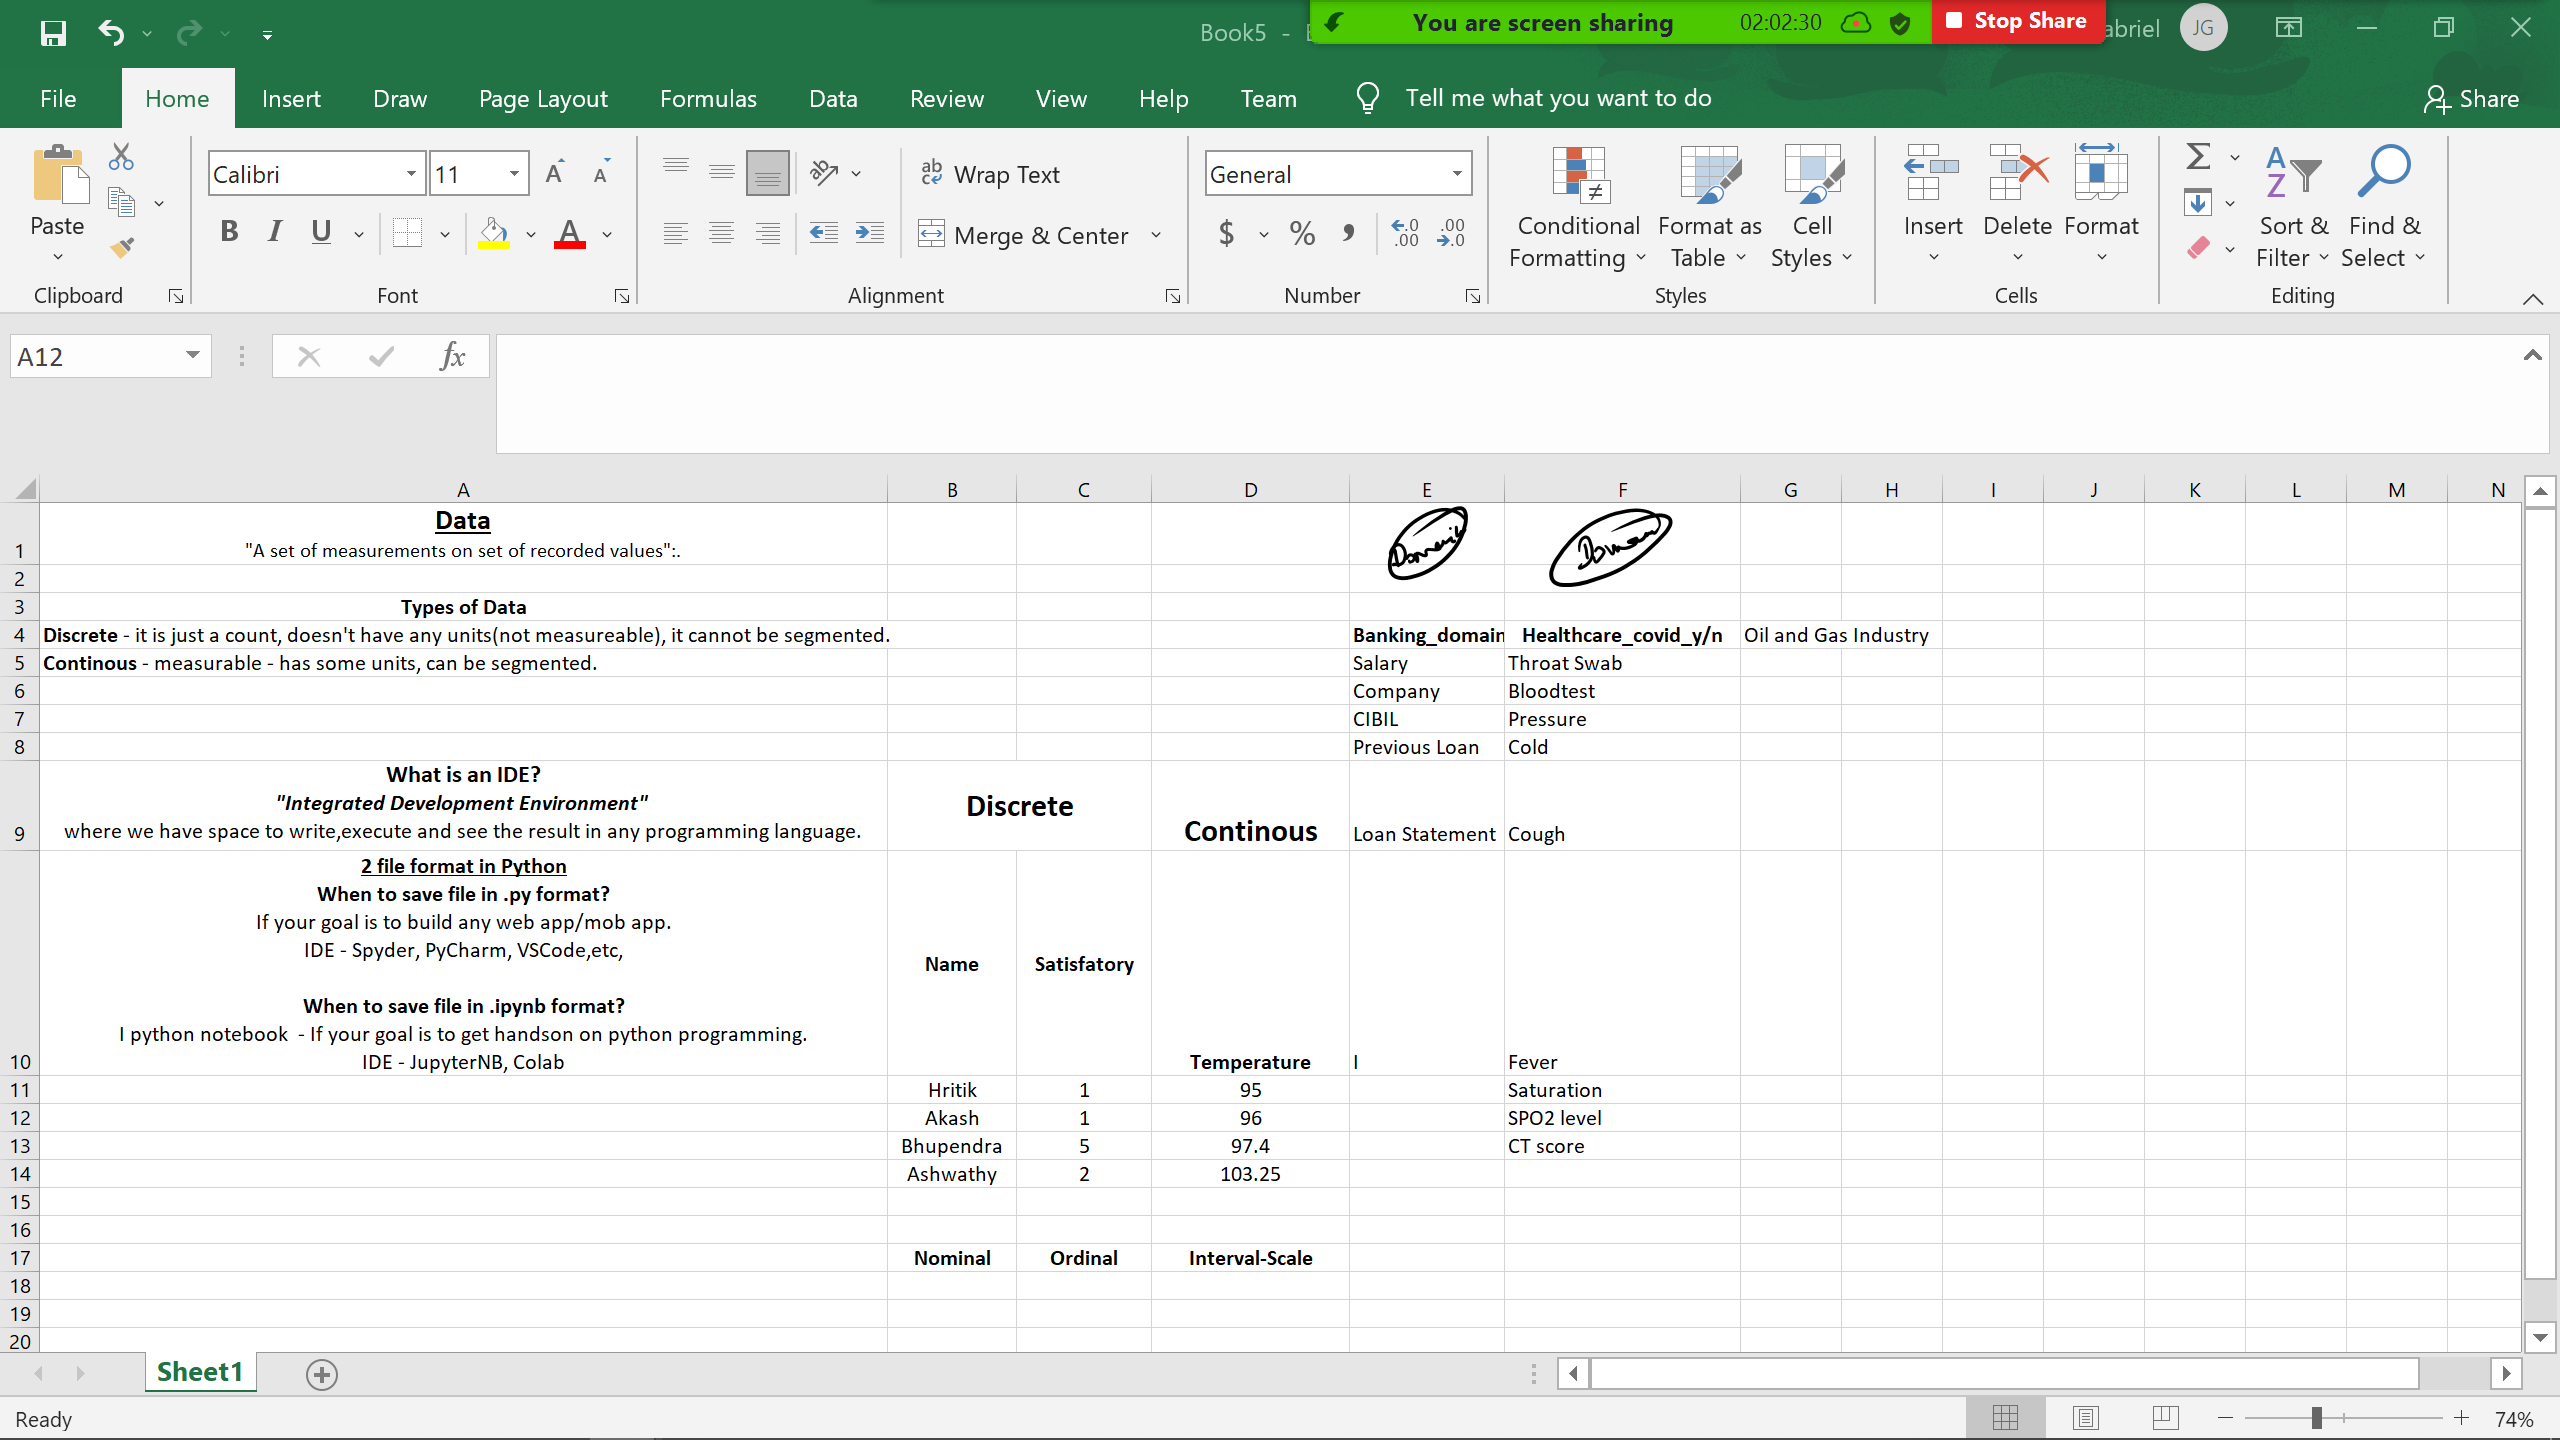 Book5 -
You are screen sharing
02:02:30
Stop Share
abriel
JG
File
Home
Insert
Draw
Page Layout
Formulas
Data
Review
View
Help
Team
Tell me what you want to do
Share
Paste
Clipboard
Calibri
11
A
A
B I U
A
Font
ab
Wrap Text
Merge & Center
Alignment
General
$ % ,
Number
Conditional Formatting
Format as Table
Cell Styles
Styles
Insert
Delete
Format
Cells
Sort & Filter
Find & Select
Editing
A12
fx
A B C D E F G H I J K L M N
1 Data
"A set of measurements on set of recorded values":.
Domain
Domain
2
3 Types of Data
4 Discrete - it is just a count, doesn't have any units(not measureable), it cannot be segmented.
Banking_domain Healthcare_covid_y/n Oil and Gas Industry
5 Continous - measurable - has some units, can be segmented.
Salary Throat Swab
6 Company Bloodtest
7 CIBIL Pressure
8 Previous Loan Cold
What is an IDE?
"Integrated Development Environment"
9 where we have space to write,execute and see the result in any programming language.
Discrete
Continous
Loan Statement Cough
2 file format in Python
When to save file in .py format?
If your goal is to build any web app/mob app.
IDE - Spyder, PyCharm, VSCode,etc,
When to save file in .ipynb format?
I python notebook - If your goal is to get handson on python programming.
10 IDE - JupyterNB, Colab
Name Satisfatory
Temperature I Fever
11 Hritik 1 95 Saturation
12 Akash 1 96 SPO2 level
13 Bhupendra 5 97.4 CT score
14 Ashwathy 2 103.25
15
16
17 Nominal Ordinal Interval-Scale
18
19
20
Sheet1
Ready
74%